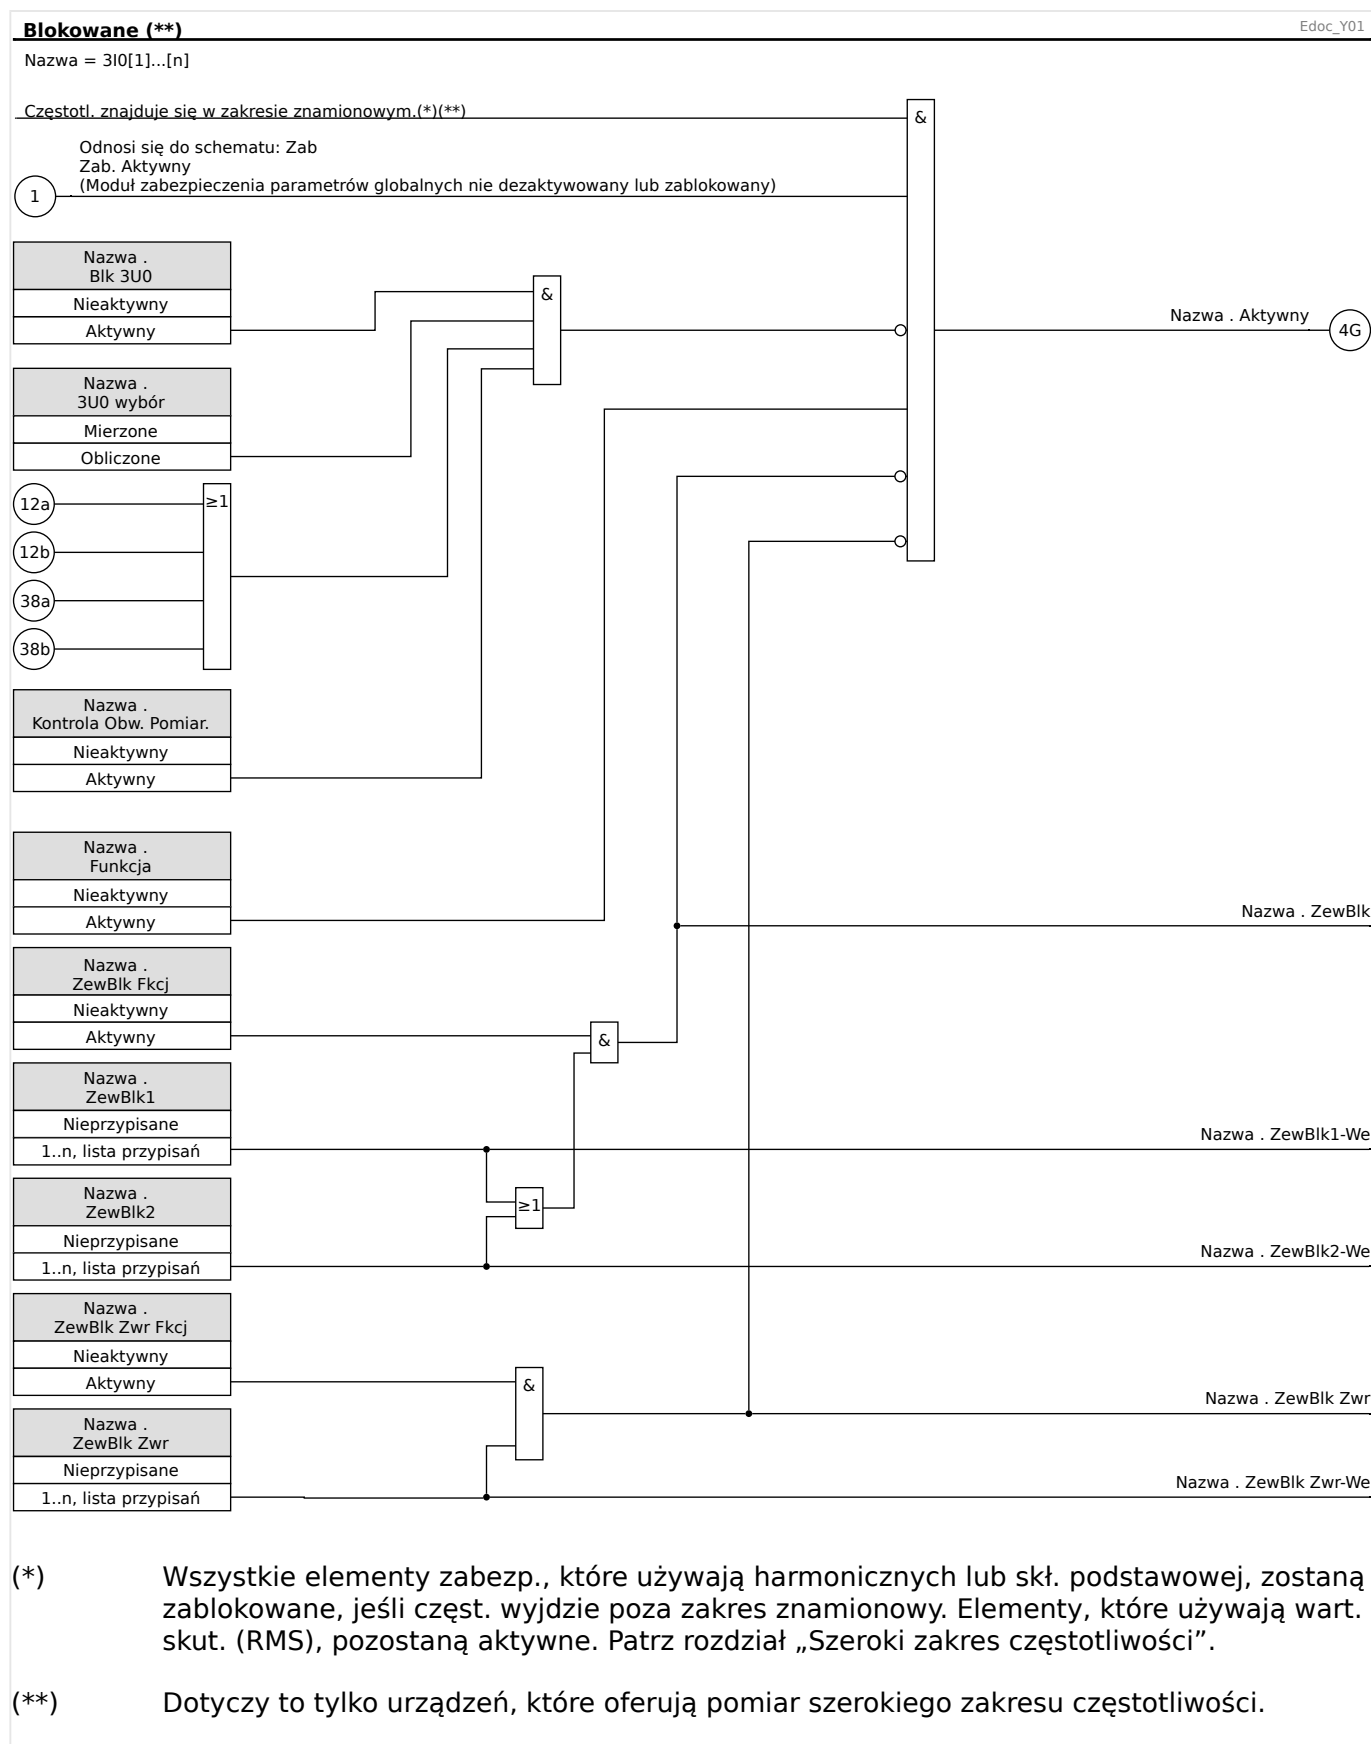 Blokowane (**)
Edoc_Y01
Nazwa = 3I0[1]...[n]
Częstotl. znajduje się w zakresie znamionowym.(*)(**)
&
Odnosi się do schematu: Zab
Zab. Aktywny
(Moduł zabezpieczenia parametrów globalnych nie dezaktywowany lub zablokowany)
1
Nazwa .
Blk 3U0
Nieaktywny
Aktywny
&
Nazwa . Aktywny
4G
Nazwa .
3U0 wybór
Mierzone
Obliczone
12a
≥1
12b
38a
38b
Nazwa .
Kontrola Obw. Pomiar.
Nieaktywny
Aktywny
Nazwa .
Funkcja
Nieaktywny
Aktywny
Nazwa . ZewBlk
Nazwa .
ZewBlk Fkcj
Nieaktywny
Aktywny
&
Nazwa .
ZewBlk1
Nieprzypisane
1..n, lista przypisań
Nazwa . ZewBlk1-We
Nazwa .
ZewBlk2
≥1
Nieprzypisane
1..n, lista przypisań
Nazwa . ZewBlk2-We
Nazwa .
ZewBlk Zwr Fkcj
Nieaktywny
Aktywny
&
Nazwa . ZewBlk Zwr
Nazwa .
ZewBlk Zwr
Nieprzypisane
1..n, lista przypisań
Nazwa . ZewBlk Zwr-We
(*) Wszystkie elementy zabezp., które używają harmonicznych lub skł. podstawowej, zostaną
zablokowane, jeśli częst. wyjdzie poza zakres znamionowy. Elementy, które używają wart.
skut. (RMS), pozostaną aktywne. Patrz rozdział „Szeroki zakres częstotliwości”.
(**) Dotyczy to tylko urządzeń, które oferują pomiar szerokiego zakresu częstotliwości.